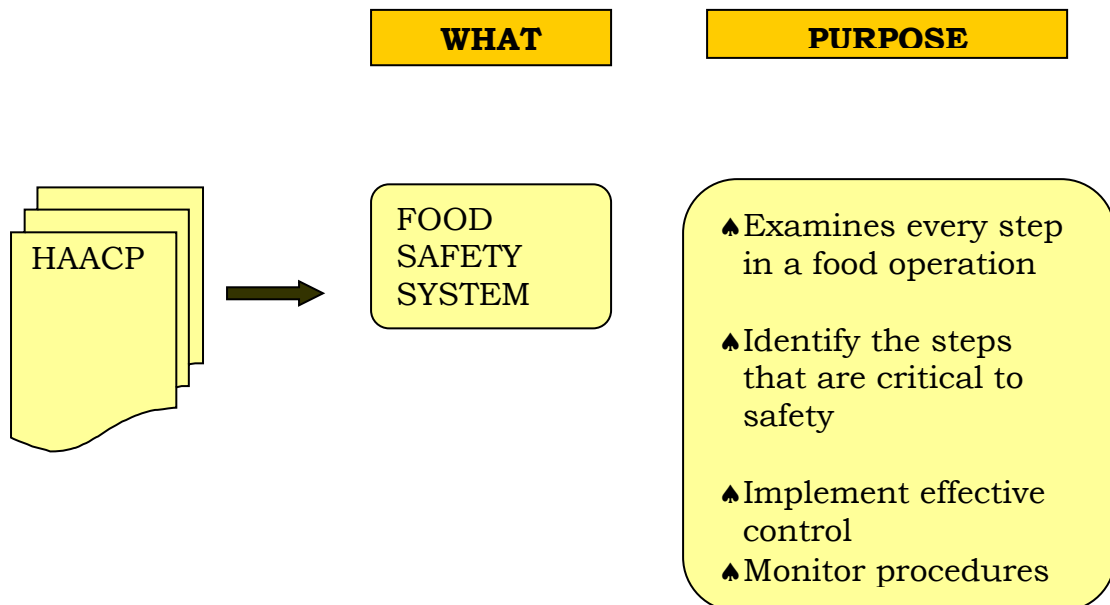 WHAT
PURPOSE
HAACP
FOOD
SAFETY
SYSTEM
♠Examines every step
in a food operation
♠Identify the steps
that are critical to
safety
♠Implement effective
control
♠Monitor procedures